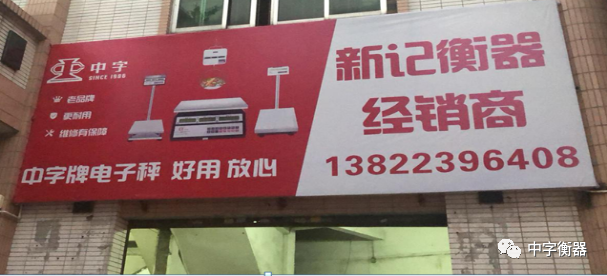 中字
SINCE 1980
老品牌
更耐用
维修有保障
中字牌电子秤 好用 放心
新记衡器
经销商
13822396408
中字衡器